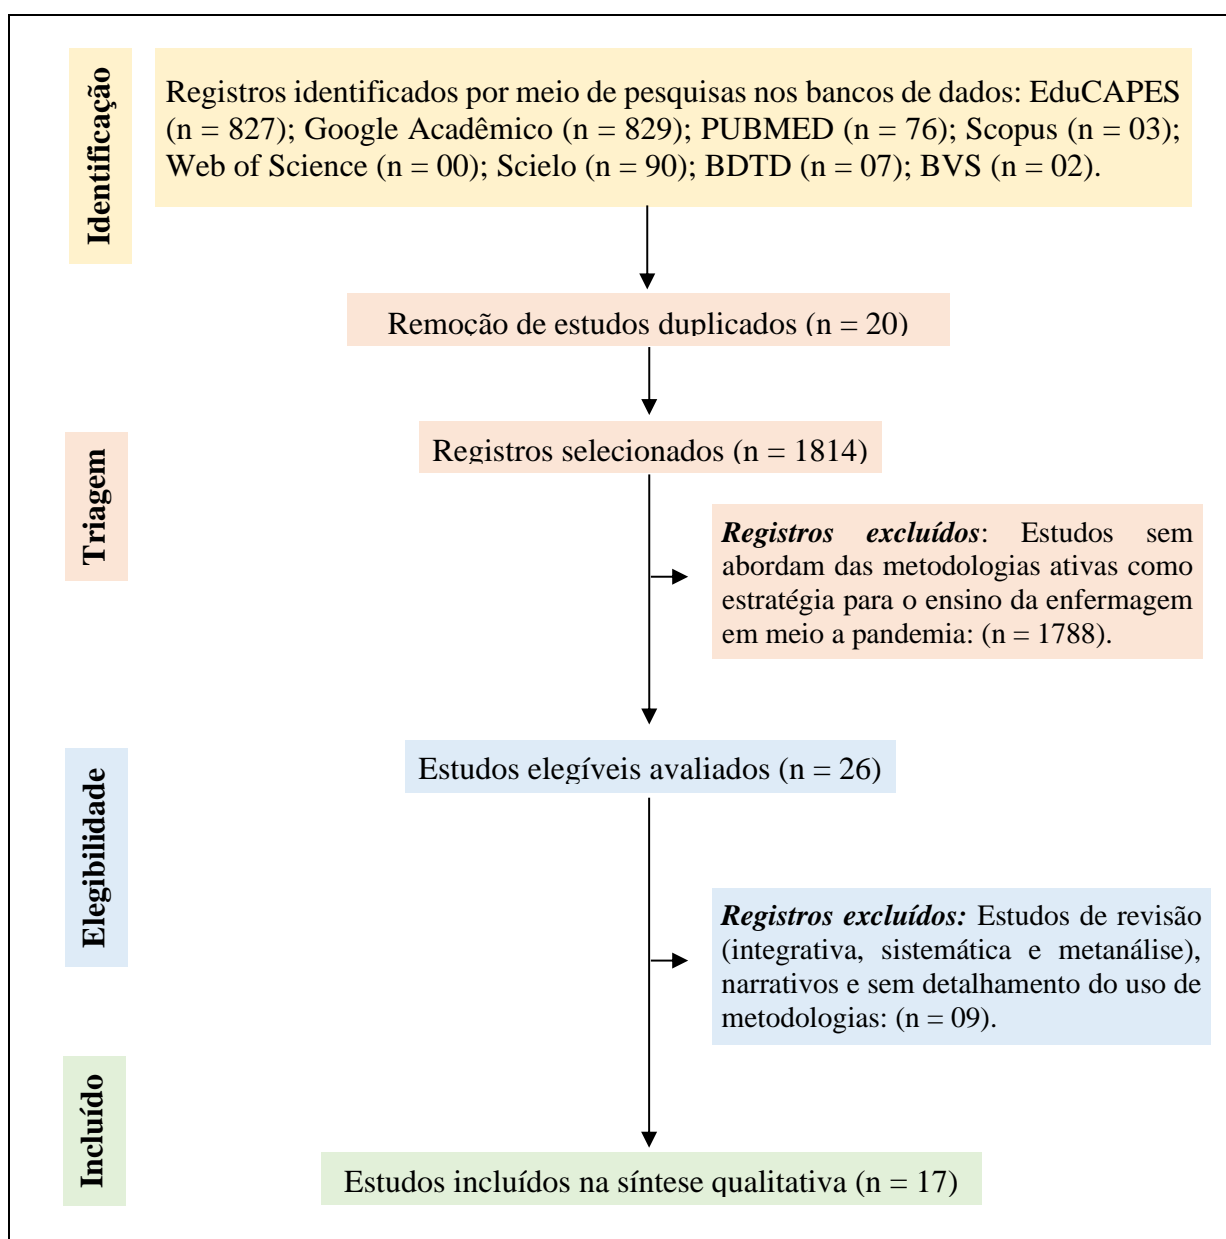 Identificação
Registros identificados por meio de pesquisas nos bancos de dados: EduCAPES
(n = 827); Google Acadêmico (n = 829); PUBMED (n = 76); Scopus (n = 03);
Web of Science (n = 00); Scielo (n = 90); BDTD (n = 07); BVS (n = 02).
Remoção de estudos duplicados (n = 20)
Triagem
Registros selecionados (n = 1814)
Registros excluídos: Estudos sem
abordam das metodologias ativas como
estratégia para o ensino da enfermagem
em meio a pandemia: (n = 1788).
Elegibilidade
Estudos elegíveis avaliados (n = 26)
Registros excluídos: Estudos de revisão
(integrativa, sistemática e metanálise),
narrativos e sem detalhamento do uso de
metodologias: (n = 09).
Incluído
Estudos incluídos na síntese qualitativa (n = 17)